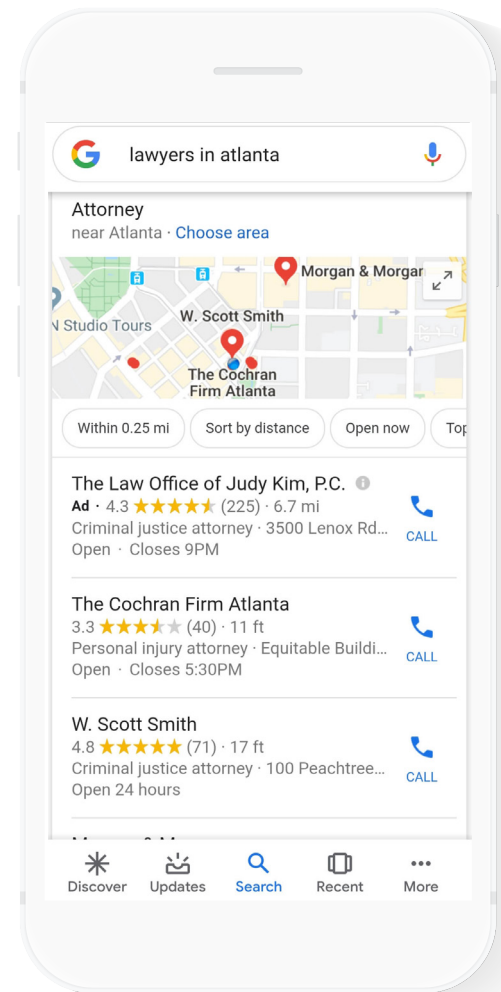 lawyers in atlanta
Attorney
near Atlanta · Choose area
Morgan & Morgan
N Studio Tours
W. Scott Smith
The Cochran
Firm Atlanta
Within 0.25 mi
Sort by distance
Open now
Top
The Law Office of Judy Kim, P.C.
Ad · 4.3 (225) · 6.7 mi
Criminal justice attorney · 3500 Lenox Rd...
Open · Closes 9PM
CALL
The Cochran Firm Atlanta
3.3 (40) · 11 ft
Personal injury attorney · Equitable Buildi...
Open · Closes 5:30PM
CALL
W. Scott Smith
4.8 (71) · 17 ft
Criminal justice attorney · 100 Peachtree...
Open 24 hours
CALL
Discover
Updates
Search
Recent
More